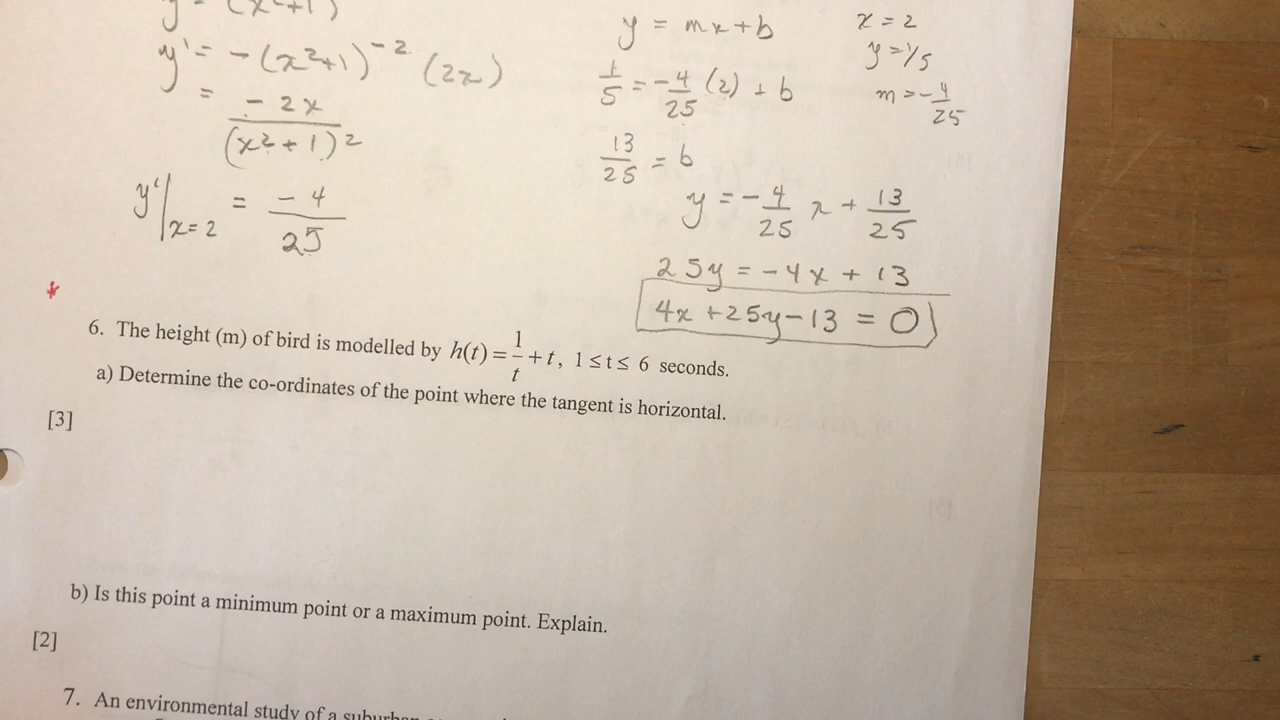 y = (x²+1)
y' = -(x²+1)⁻² (2x)
= -2x/(x²+1)²
y'|x=2 = -4/25
y = mx+b
1/5 = -4/25 (2) + b
13/25 = b
x = 2
y = 1/5
m = -4/25
y = -4/25 x + 13/25
25y = -4x + 13
4x +25y-13 = 0
*
6. The height (m) of bird is modelled by h(t) = 1/t + t, 1 ≤ t ≤ 6 seconds.
a) Determine the co-ordinates of the point where the tangent is horizontal.
[3]
b) Is this point a minimum point or a maximum point. Explain.
[2]
7. An environmental study of a